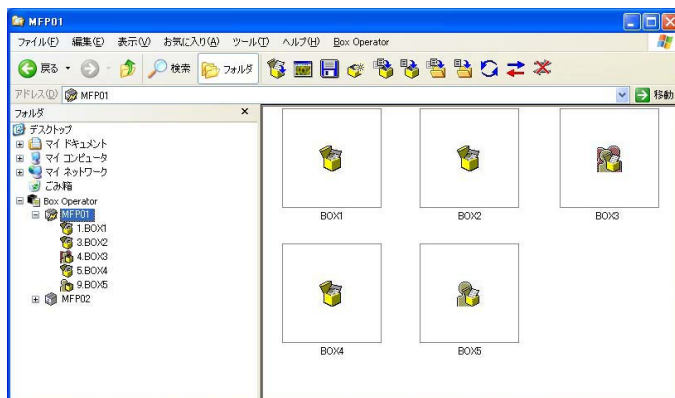 MFP01
ファイル(F) 編集(E) 表示(V) お気に入り(A) ツール(T) ヘルプ(H) Box Operator
戻る 検索 フォルダ
アドレス(D) MFP01 移動
フォルダ ×
デスクトップ
マイ ドキュメント
マイ コンピュータ
マイ ネットワーク
ごみ箱
Box Operator
MFP01
1.BOX1
3.BOX2
4.BOX3
5.BOX4
9.BOX5
MFP02
BOX1 BOX2 BOX3
BOX4 BOX5